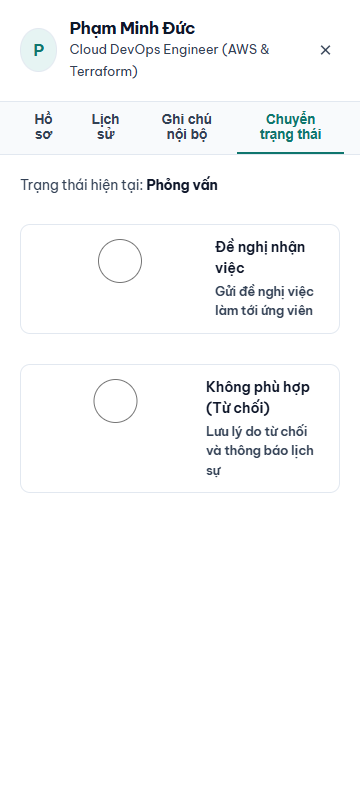 P
Phạm Minh Đức
Cloud DevOps Engineer (AWS &
Terraform)
Hồ
sơ
Lịch
sử
Ghi chú
nội bộ
Chuyển
trạng thái
Trạng thái hiện tại: Phỏng vấn
Đề nghị nhận
việc
Gửi đề nghị việc
làm tới ứng viên
Không phù hợp
(Từ chối)
Lưu lý do từ chối
và thông báo lịch
sự